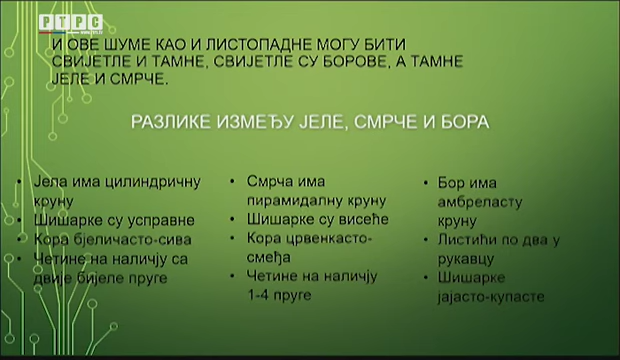 РТРС
И ОВЕ ШУМЕ КАО И ЛИСТОПАДНЕ МОГУ БИТИ
СВИЈЕТЛЕ И ТАМНЕ, СВИЈЕТЛЕ СУ БОРОВЕ, А ТАМНЕ
ЈЕЛЕ И СМРЧЕ.
РАЗЛИКЕ ИЗМЕЂУ ЈЕЛЕ, СМРЧЕ И БОРА
• Јела има цилиндричну
круну
• Шишарке су усправне
• Кора бјеличасто-сива
• Четине на наличју са
двије бијеле пруге
• Смрча има
пирамидалну круну
• Шишарке су висеће
• Кора црвенкасто-
смеђа
• Четине на наличју
1-4 пруге
• Бор има
амбреласту
круну
• Листићи по два у
рукавцу
• Шишарке
јајасто-купасте